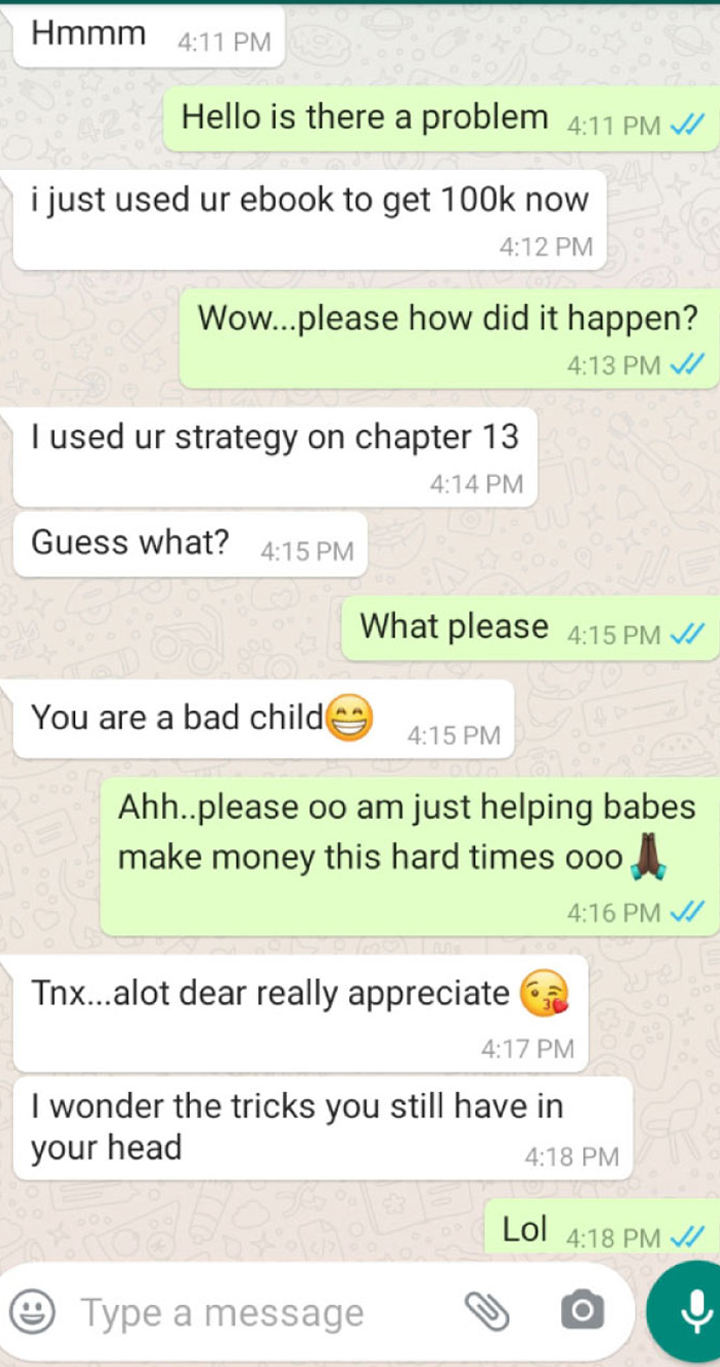 Hmmm 4:11 PM
Hello is there a problem 4:11 PM
i just used ur ebook to get 100k now
4:12 PM
Wow...please how did it happen?
4:13 PM
I used ur strategy on chapter 13
4:14 PM
Guess what? 4:15 PM
What please 4:15 PM
You are a bad child😁 4:15 PM
Ahh..please oo am just helping babes
make money this hard times ooo🙏🏿
4:16 PM
Tnx...alot dear really appreciate 😘
4:17 PM
I wonder the tricks you still have in
your head 4:18 PM
Lol 4:18 PM
Type a message